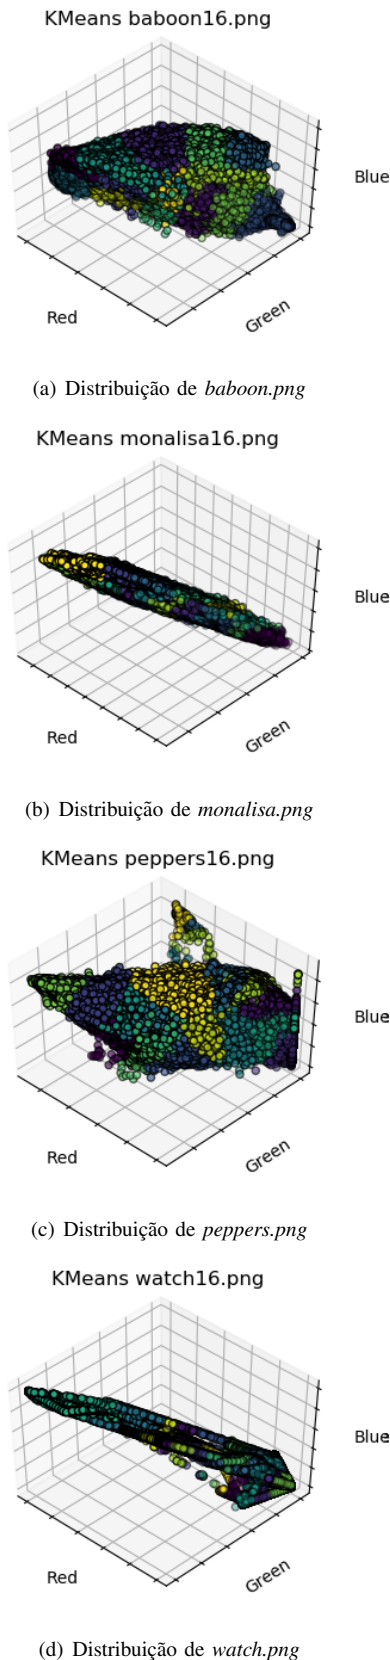 KMeans baboon16.png
Blue
Red
Green
(a) Distribuição de baboon.png
KMeans monalisa16.png
Blue
Red
Green
(b) Distribuição de monalisa.png
KMeans peppers16.png
Blue
Red
Green
(c) Distribuição de peppers.png
KMeans watch16.png
Blue
Red
Green
(d) Distribuição de watch.png